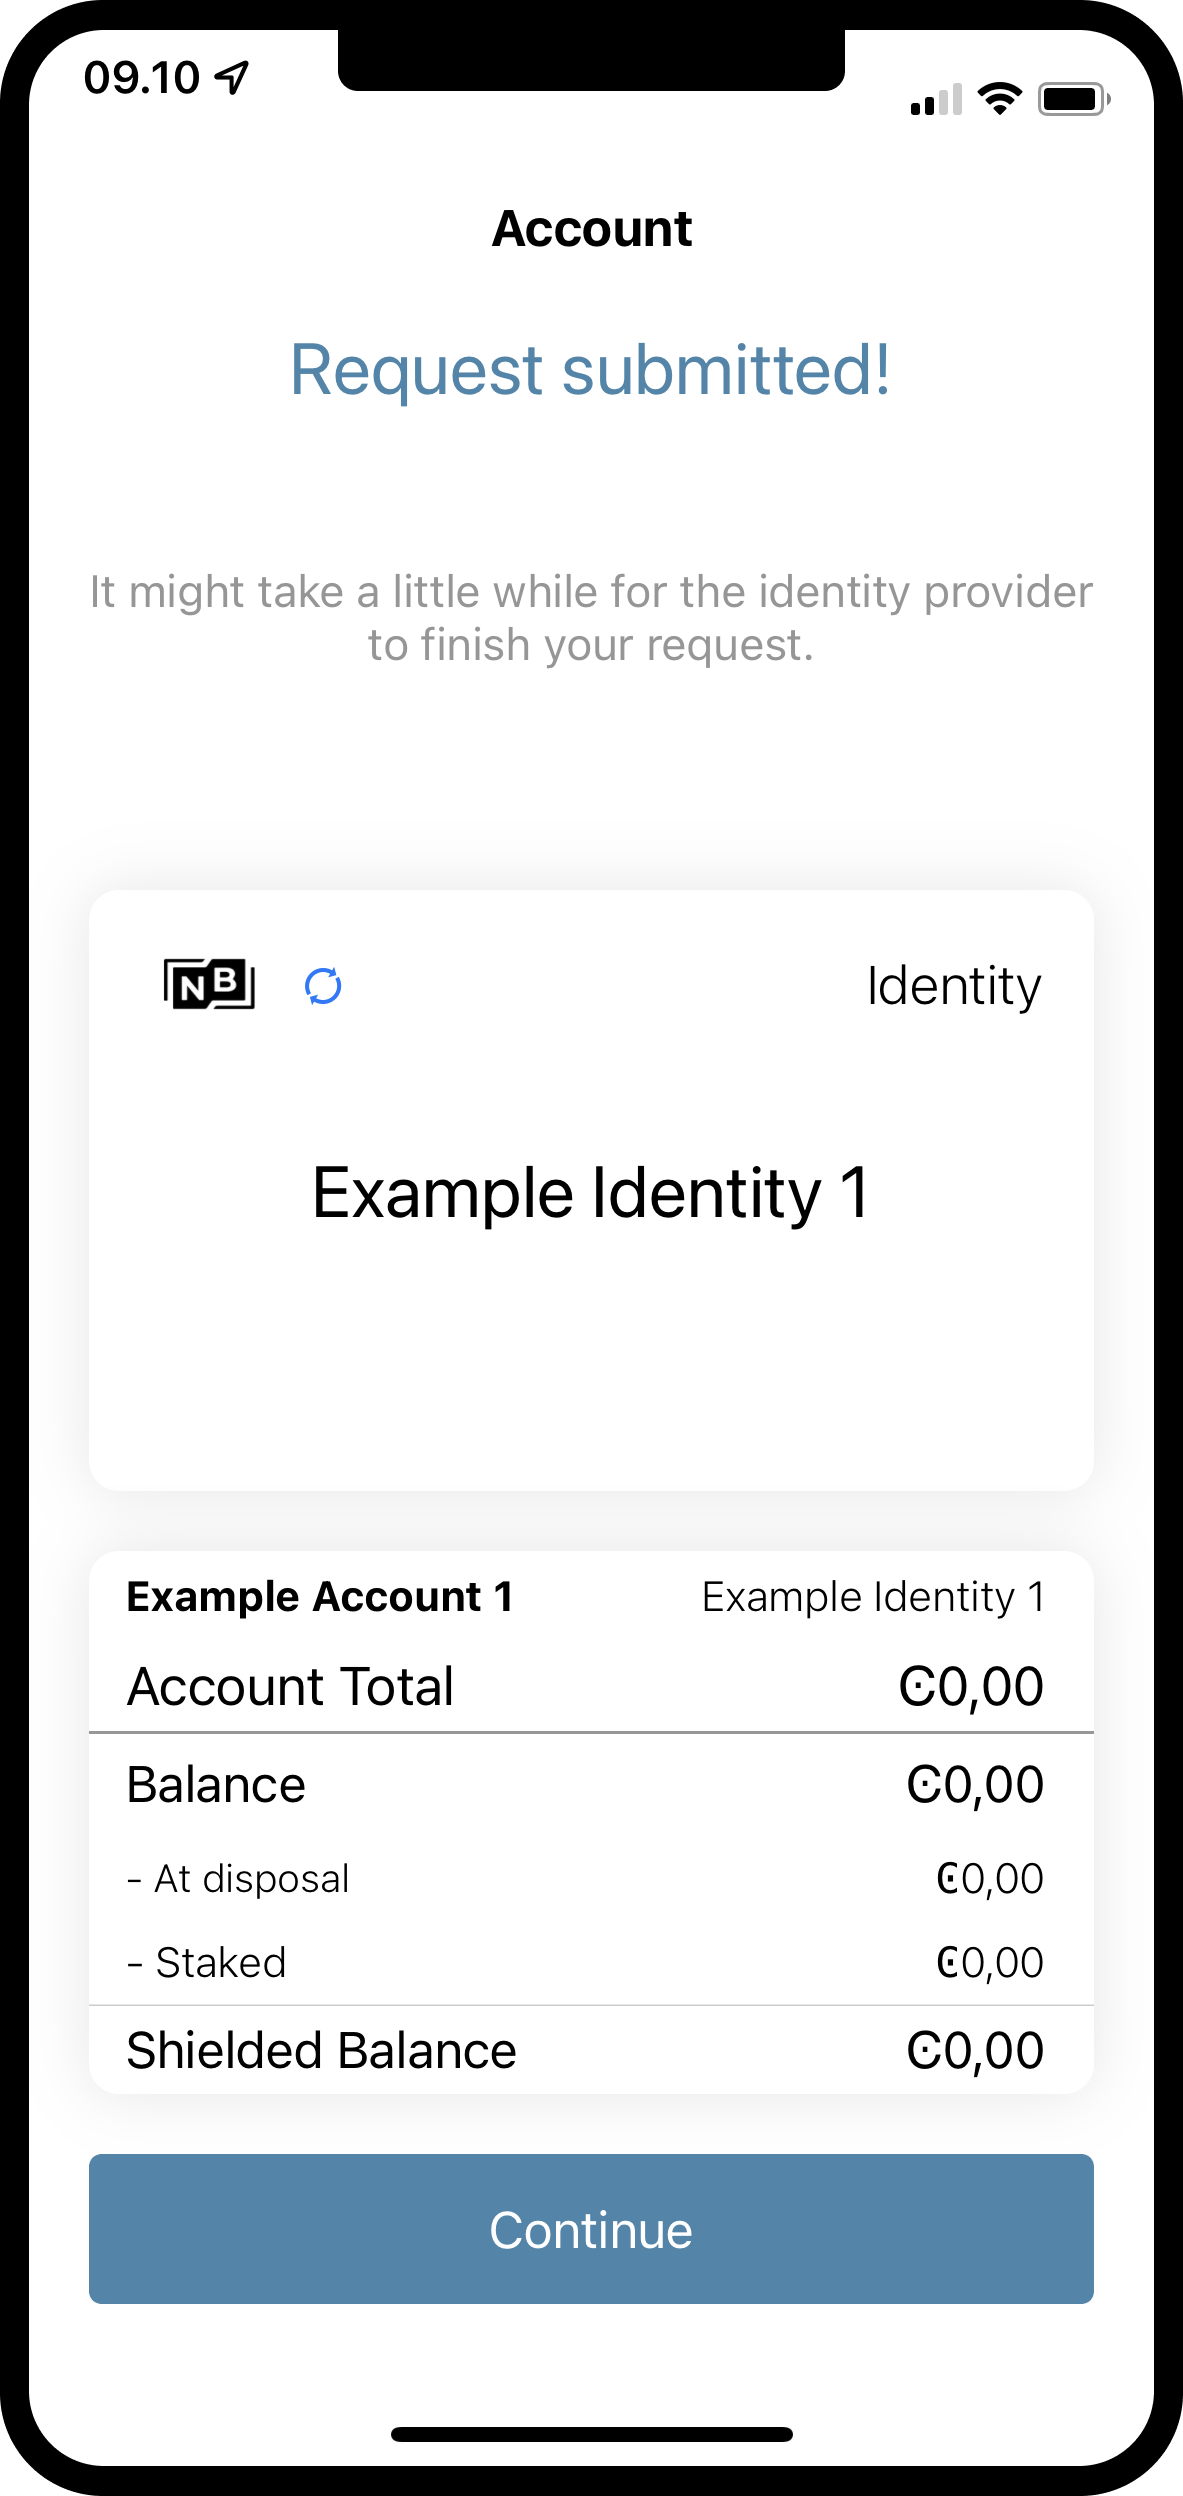 09.10
Account
Request submitted!
It might take a little while for the identity provider
to finish your request.
NB Identity
Example Identity 1
Example Account 1 Example Identity 1
Account Total Ͼ0,00
Balance Ͼ0,00
- At disposal Ͼ0,00
- Staked Ͼ0,00
Shielded Balance Ͼ0,00
Continue